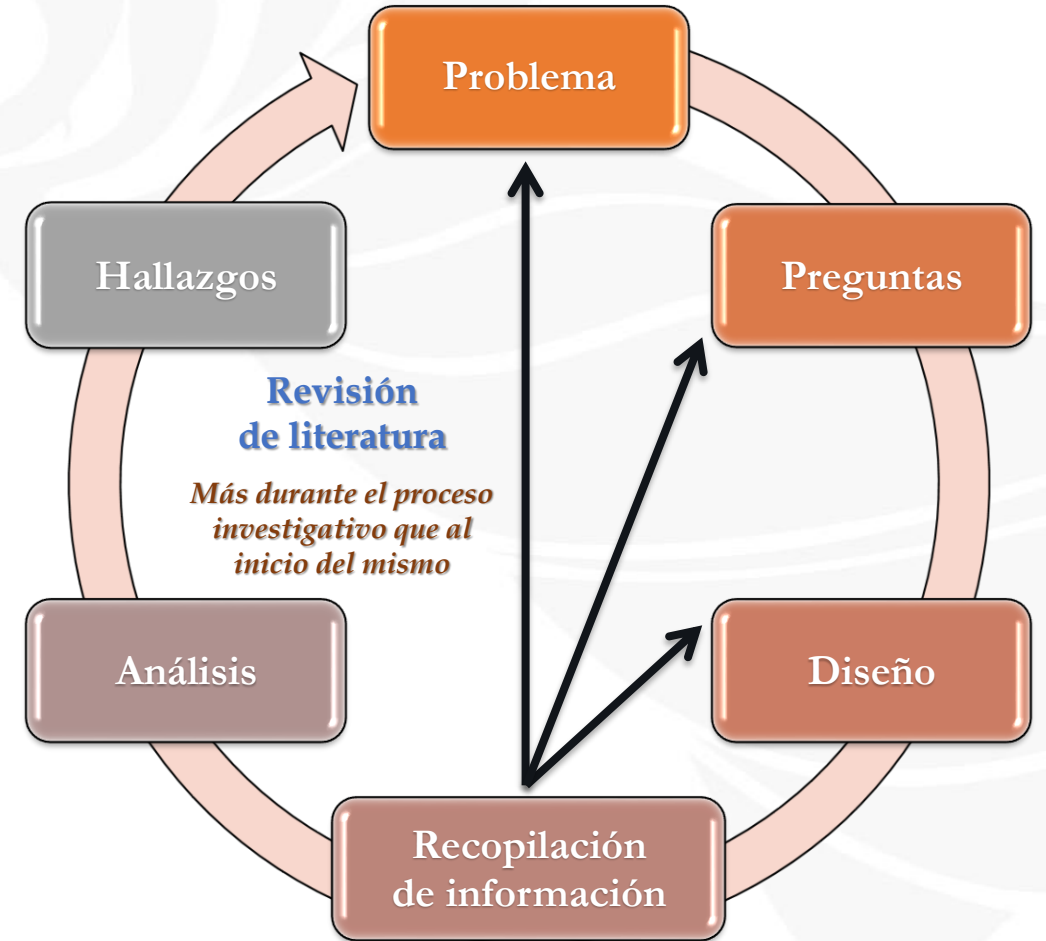 Problema
Preguntas
Diseño
Recopilación
de información
Análisis
Hallazgos
Revisión
de literatura
Más durante el proceso
investigativo que al
inicio del mismo